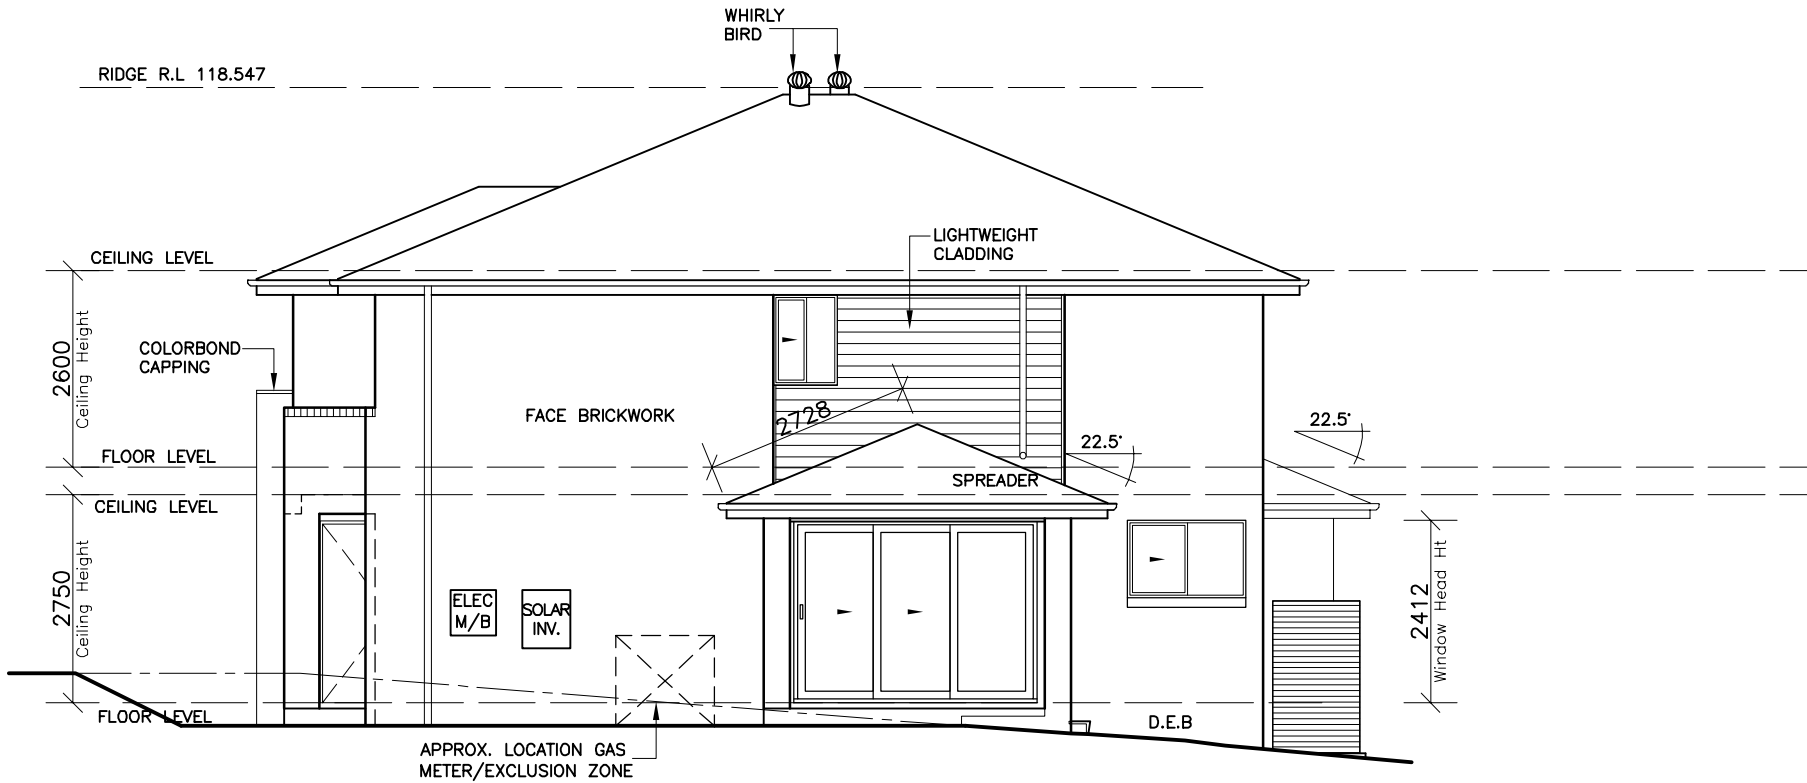 WHIRLY
BIRD
RIDGE R.L 118.547
LIGHTWEIGHT
CLADDING
CEILING LEVEL
2600
Ceiling Height
COLORBOND
CAPPING
FACE BRICKWORK
2728
22.5°
22.5°
FLOOR LEVEL
SPREADER
CEILING LEVEL
2750
Ceiling Height
ELEC
M/B
SOLAR
INV.
2412
Window Head Ht
FLOOR LEVEL
D.E.B
APPROX. LOCATION GAS
METER/EXCLUSION ZONE